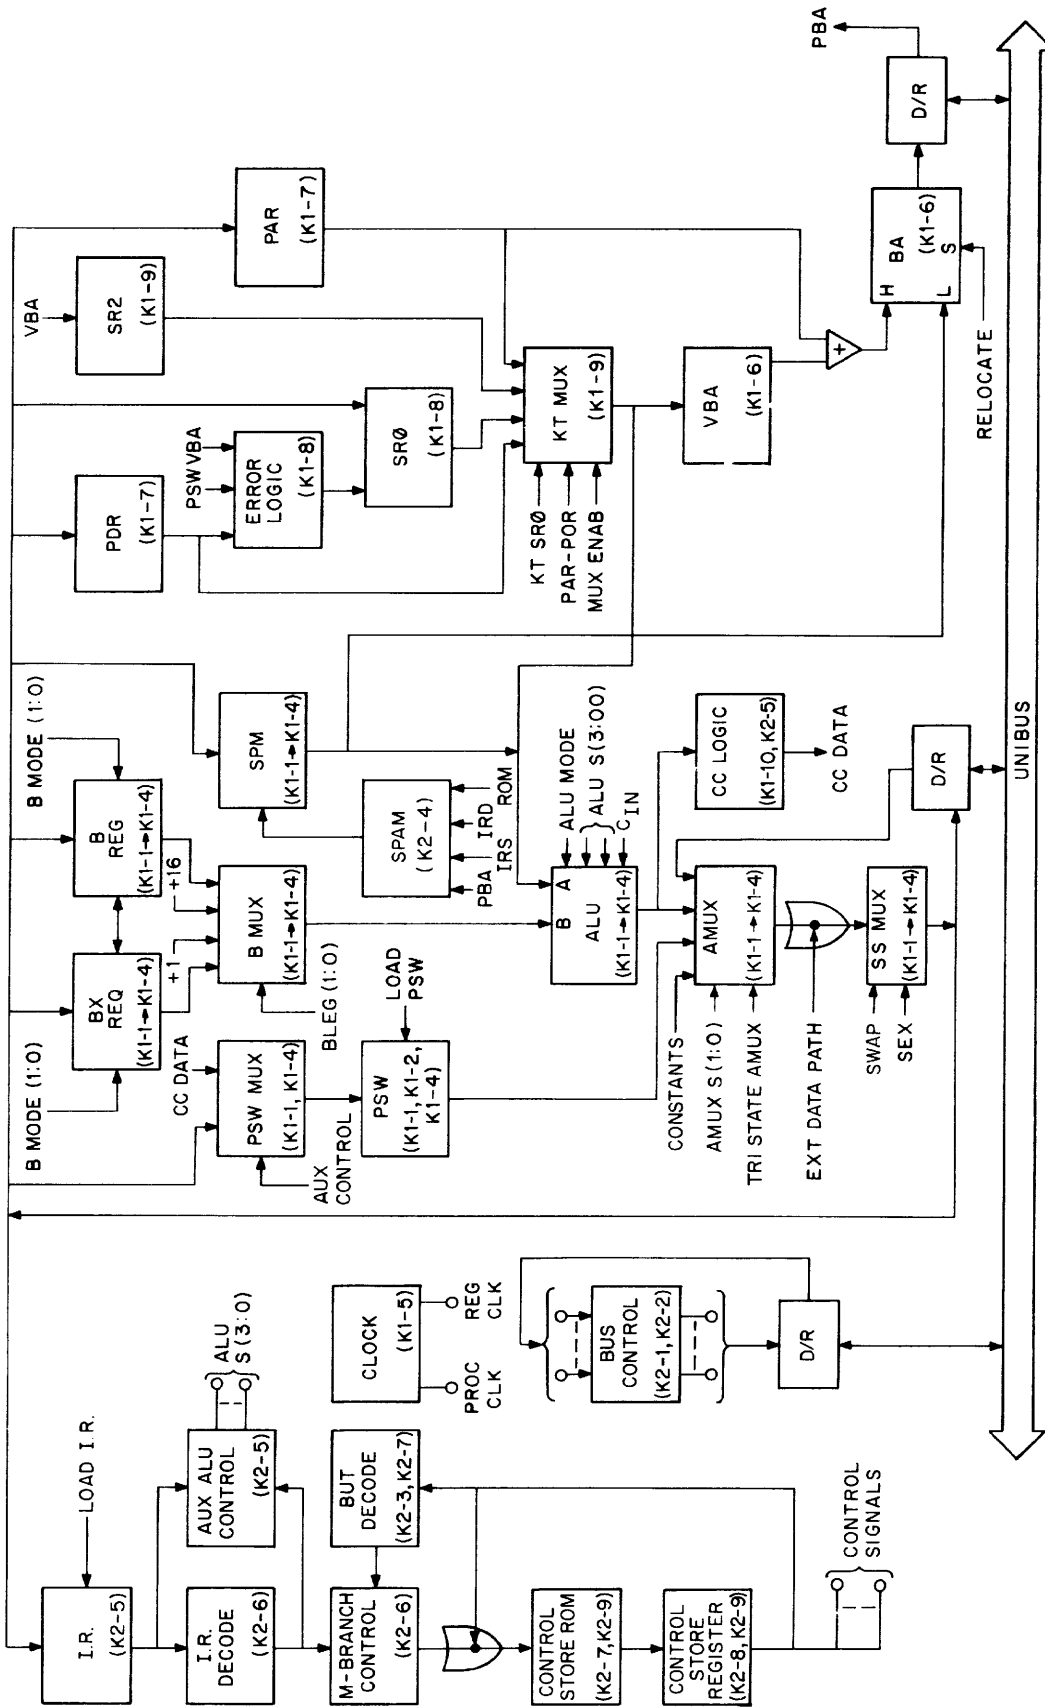 LOAD I.R.
I.R.
(K2-5)
I.R.
DECODE
(K2-6)
AUX ALU
CONTROL
(K2-5)
ALU
S (3:0)
M-BRANCH
CONTROL
(K2-6)
BUT
DECODE
(K2-3, K2-7)
CONTROL
STORE ROM
(K2-7, K2-9)
CONTROL
STORE
REGISTER
(K2-8, K2-9)
CONTROL
SIGNALS
CLOCK
(K1-5)
PROC
CLK
REG
CLK
BUS
CONTROL
(K2-1, K2-2)
D/R
B MODE (1:0)
BX
REQ
(K1-1→K1-4)
B
REG
(K1-1→K1-4)
B MODE (1:0)
CC DATA
PSW MUX
(K1-1, K1-4)
AUX
CONTROL
+1
+16
B MUX
(K1-1→K1-4)
BLEG (1:0)
LOAD
PSW
PSW
(K1-1, K1-2,
K1-4)
SPM
(K1-1→K1-4)
SPAM
(K2-4)
PBA
IRS
IRD
ROM
B
A
ALU
(K1-1→K1-4)
ALU MODE
ALU S (3:00)
C IN
CONSTANTS
AMUX S (1:0)
TRI STATE AMUX
AMUX
(K1-1→K1-4)
EXT DATA PATH
SWAP
SEX
SS MUX
(K1-1→K1-4)
CC LOGIC
(K1-10, K2-5)
CC DATA
D/R
PDR
(K1-7)
PSW
VBA
ERROR
LOGIC
(K1-8)
VBA
SR2
(K1-9)
SRØ
(K1-8)
PAR
(K1-7)
KT SRØ
PAR-POR
MUX ENAB
KT MUX
(K1-9)
VBA
(K1-6)
+
H
L
BA
(K1-6)
S
RELOCATE
D/R
PBA
UNIBUS